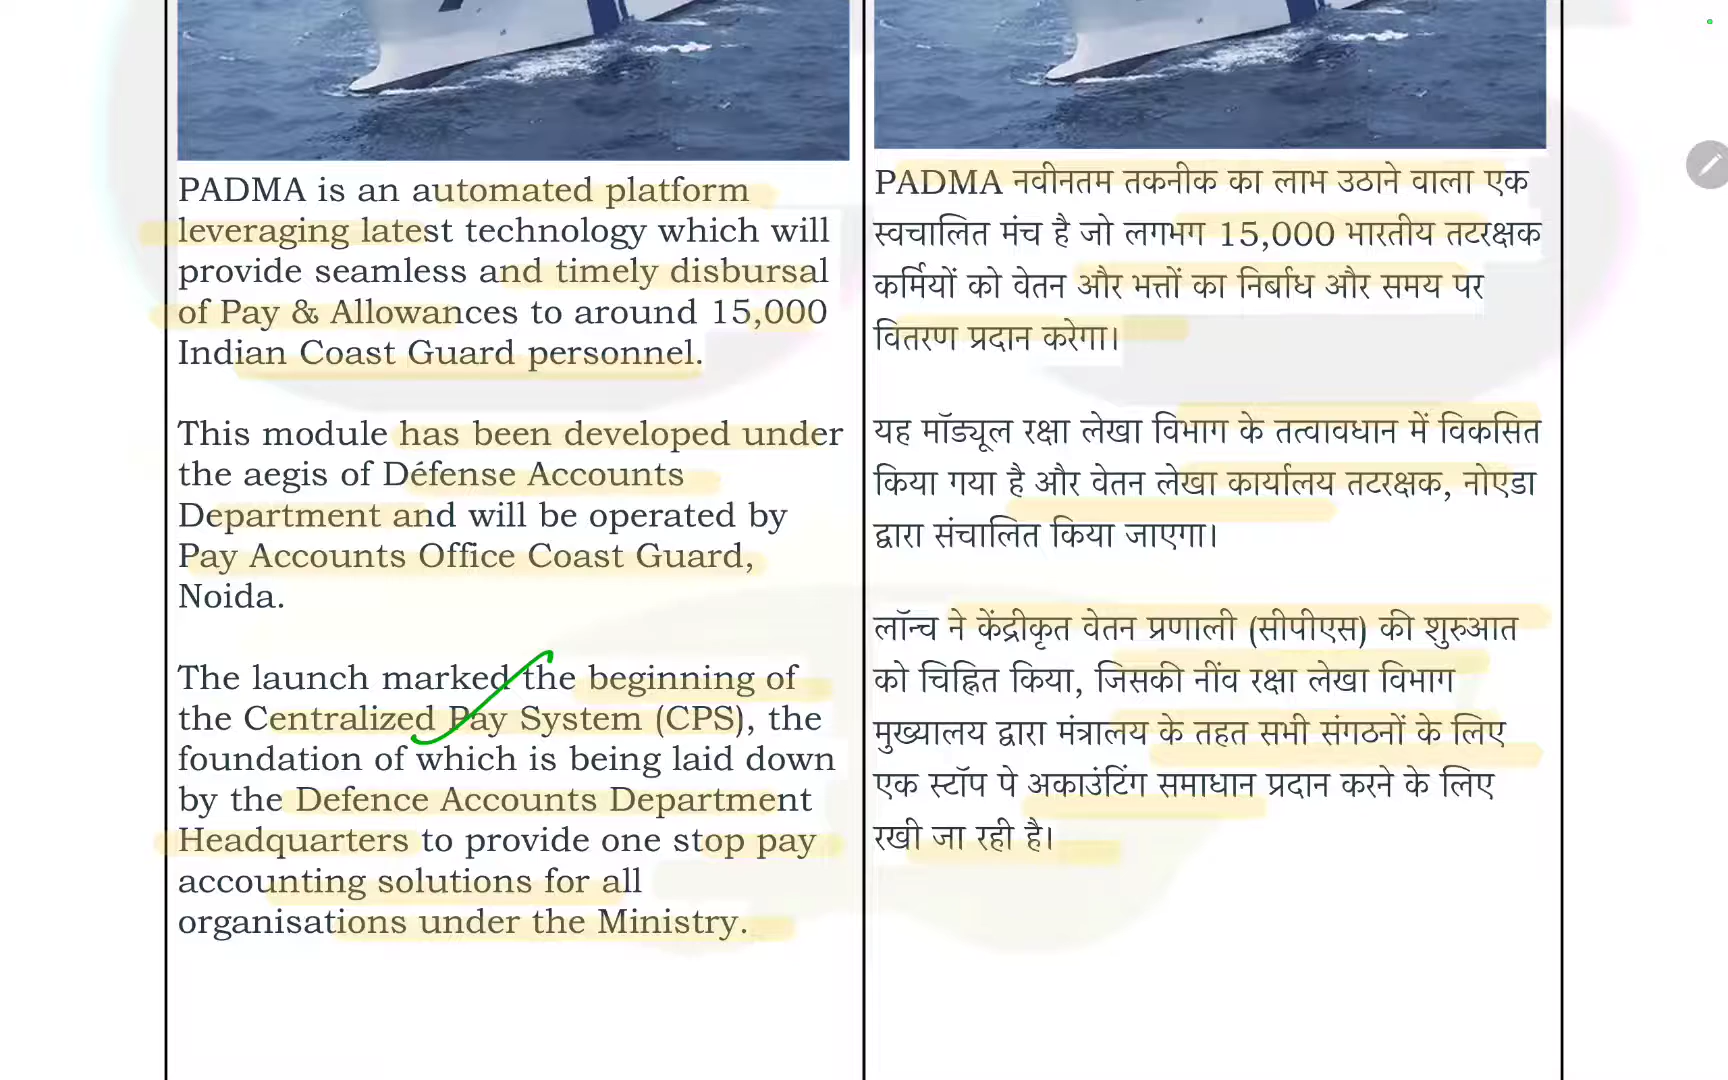 PADMA is an automated platform
leveraging latest technology which will
provide seamless and timely disbursal
of Pay & Allowances to around 15,000
Indian Coast Guard personnel.
This module has been developed under
the aegis of Défense Accounts
Department and will be operated by
Pay Accounts Office Coast Guard,
Noida.
The launch marked the beginning of
the Centralized Pay System (CPS), the
foundation of which is being laid down
by the Defence Accounts Department
Headquarters to provide one stop pay
accounting solutions for all
organisations under the Ministry.
PADMA नवीनतम तकनीक का लाभ उठाने वाला एक
स्वचालित मंच है जो लगभग 15,000 भारतीय तटरक्षक
कर्मियों को वेतन और भत्तों का निर्बाध और समय पर
वितरण प्रदान करेगा।
यह मॉड्यूल रक्षा लेखा विभाग के तत्वावधान में विकसित
किया गया है और वेतन लेखा कार्यालय तटरक्षक, नोएडा
द्वारा संचालित किया जाएगा।
लॉन्च ने केंद्रीकृत वेतन प्रणाली (सीपीएस) की शुरुआत
को चिह्नित किया, जिसकी नींव रक्षा लेखा विभाग
मुख्यालय द्वारा मंत्रालय के तहत सभी संगठनों के लिए
एक स्टॉप पे अकाउंटिंग समाधान प्रदान करने के लिए
रखी जा रही है।